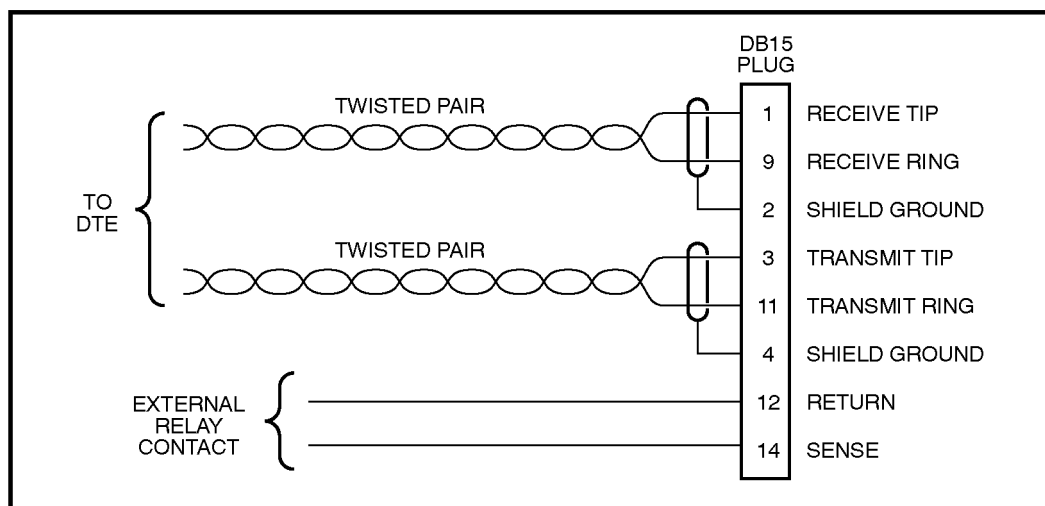 DB15
PLUG
TWISTED PAIR
1 RECEIVE TIP
9 RECEIVE RING
TO
DTE
2 SHIELD GROUND
TWISTED PAIR
3 TRANSMIT TIP
11 TRANSMIT RING
4 SHIELD GROUND
EXTERNAL
RELAY
CONTACT
12 RETURN
14 SENSE